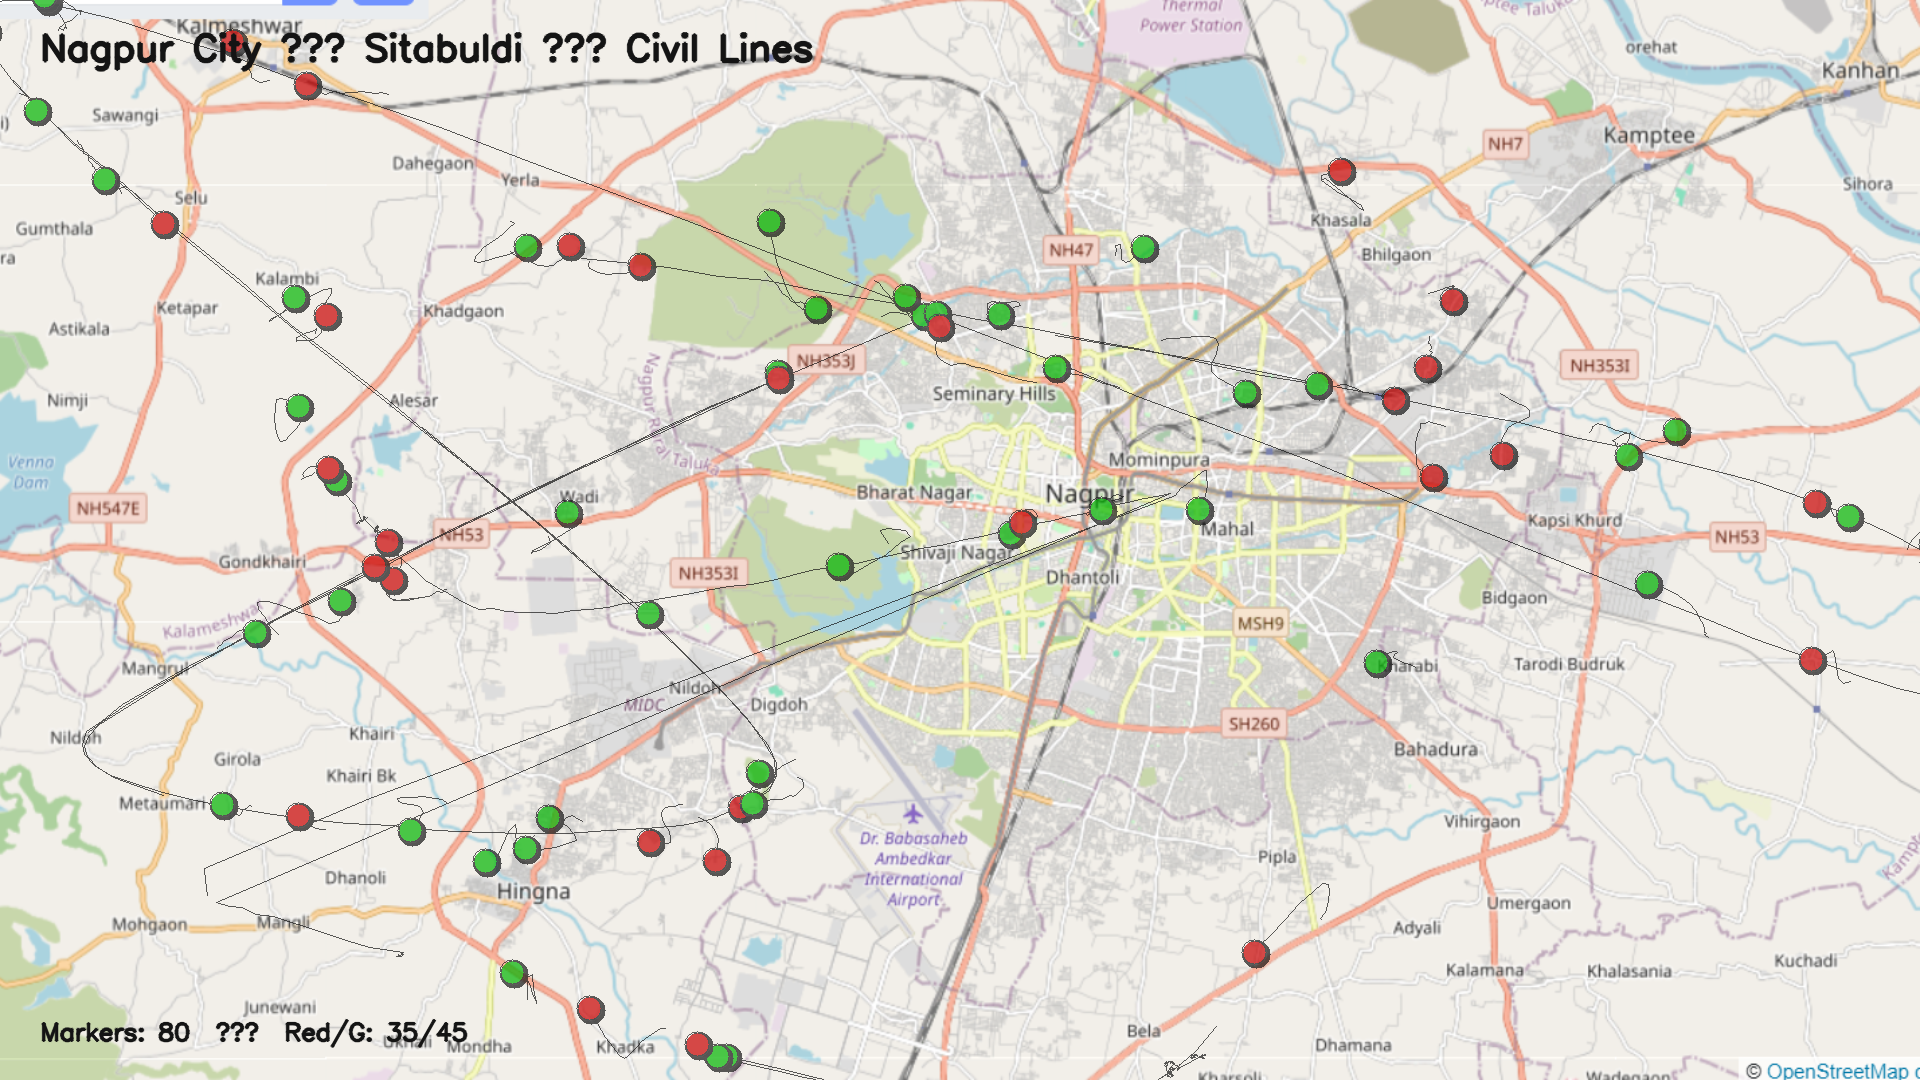 Kalmeshwar
Nagpur City ??? Sitabuldi ??? Civil Lines
Thermal
Power Station
orehat
Kanhan
Sawangi
Kamptee
NH7
Dahegaon
Yerla
Sihora
Selu
Gumthala
Khasala
NH47
Bhilgaon
Kalambi
Ketapar
Khadgaon
Astikala
NH353J
NH353I
Seminary Hills
Nimji
Alesar
Nagpur Rural Taluka
Mominpura
Venna
Dam
Wadi
Bharat Nagar
Nagpur
NH547E
NH53
Mahal
Kapsi Khurd
NH53
Gondkhairi
Shivaji Nagar
NH353I
Dhantoli
Bidgaon
MSH9
Kalameshwar
Mangrul
Kharabi
Tarodi Budruk
Nildoh
MIDC
Digdoh
SH260
Nildoh
Khairi
Bahadura
Girola
Khairi Bk
Metaumari
Vihirgaon
Dr. Babasaheb
Ambedkar
International
Airport
Pipla
Dhanoli
Hingna
Umergaon
Mohgaon
Mangli
Adyali
Kuchadi
Kalamana
Khalasania
Junewani
Markers: 80 ??? Red/G: 35/45
Mondha
Khadka
Bela
Dhamana
Kharsoli
Wadegaon
© OpenStreetMap